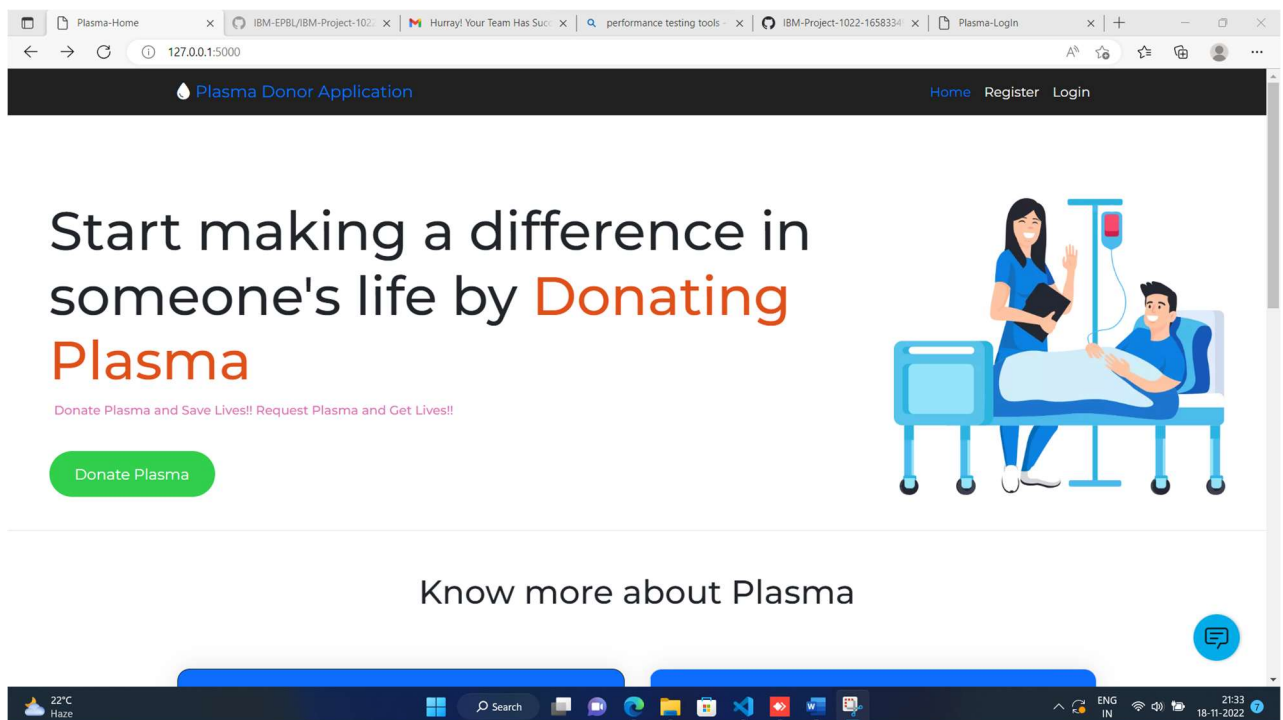 Plasma-Home
IBM-EPBL/IBM-Project-1022
Hurray! Your Team Has Succ
performance testing tools -
IBM-Project-1022-1658334
Plasma-LogIn
127.0.0.1:5000
Plasma Donor Application
Home Register Login
Start making a difference in
someone's life by Donating
Plasma
Donate Plasma and Save Lives!! Request Plasma and Get Lives!!
Donate Plasma
Know more about Plasma
22°C
Haze
Search
ENG
IN
21:33
18-11-2022
7